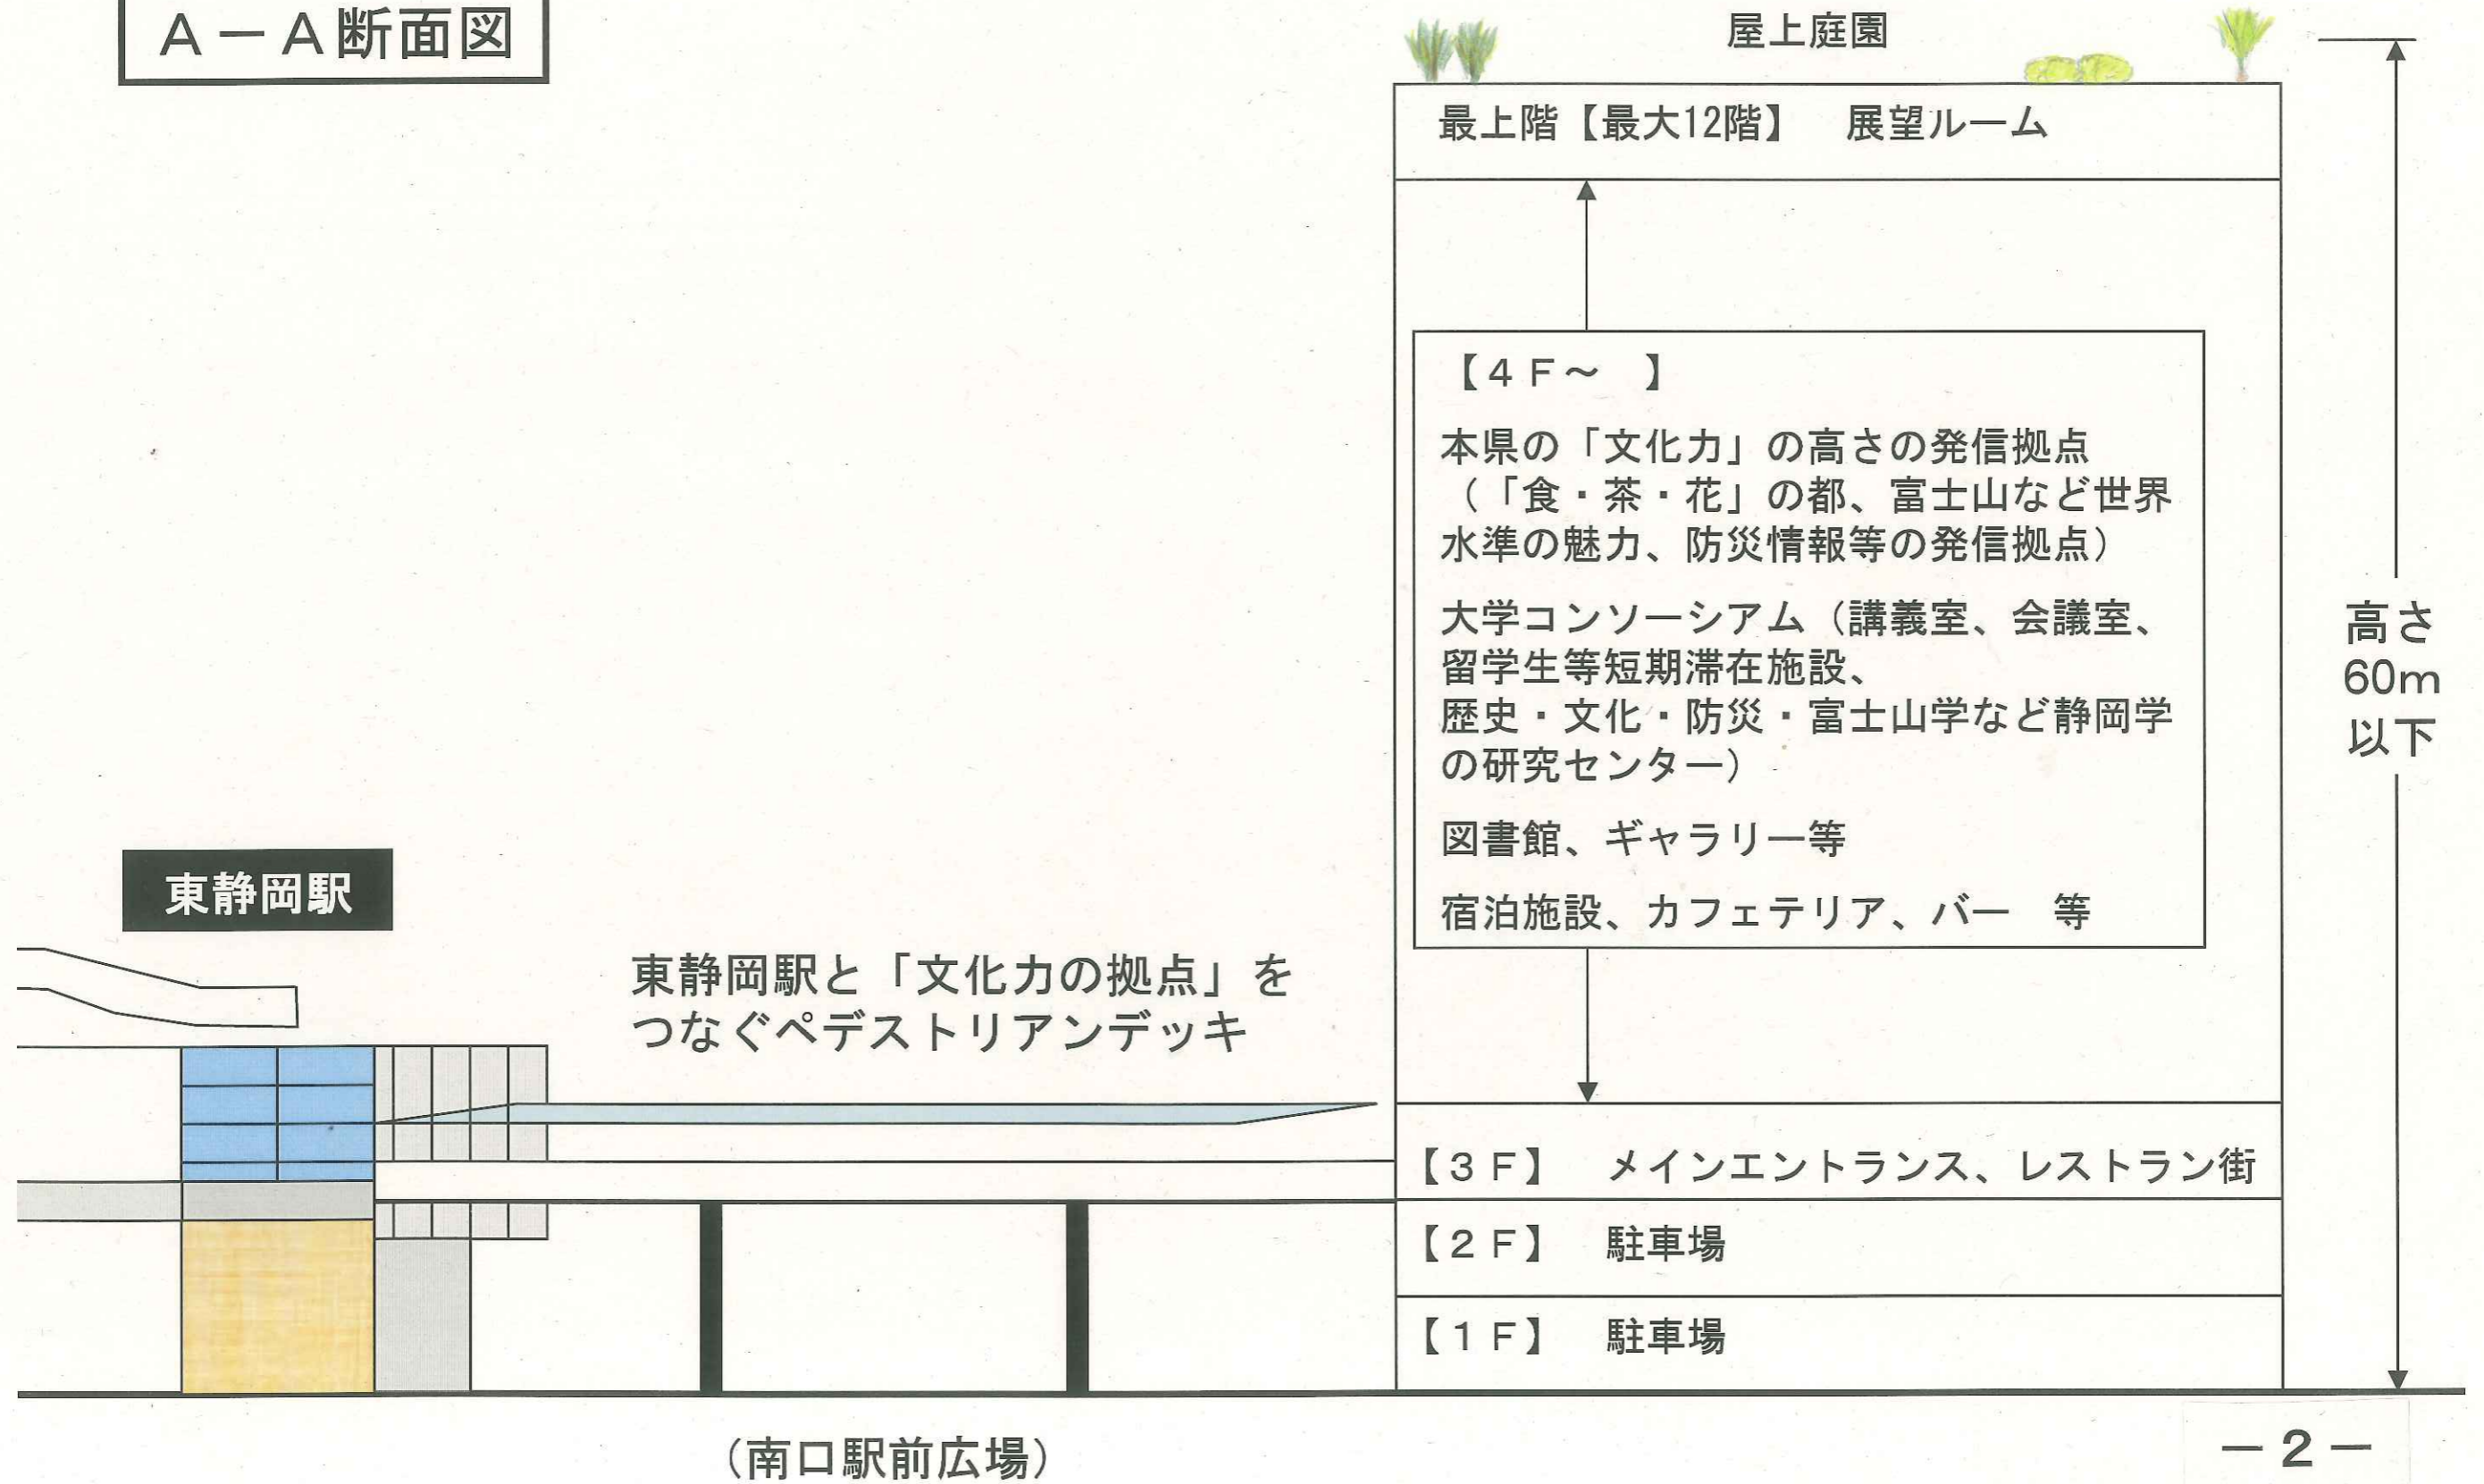 A－A断面図
屋上庭園
最上階【最大12階】　展望ルーム
【4F～　】
本県の「文化力」の高さの発信拠点
（「食・茶・花」の都、富士山など世界
水準の魅力、防災情報等の発信拠点）
大学コンソーシアム（講義室、会議室、
留学生等短期滞在施設、
歴史・文化・防災・富士山学など静岡学
の研究センター）
図書館、ギャラリー等
宿泊施設、カフェテリア、バー　等
高さ
60m
以下
東静岡駅
東静岡駅と「文化力の拠点」を
つなぐペデストリアンデッキ
【3F】　メインエントランス、レストラン街
【2F】　駐車場
【1F】　駐車場
（南口駅前広場）
－2－